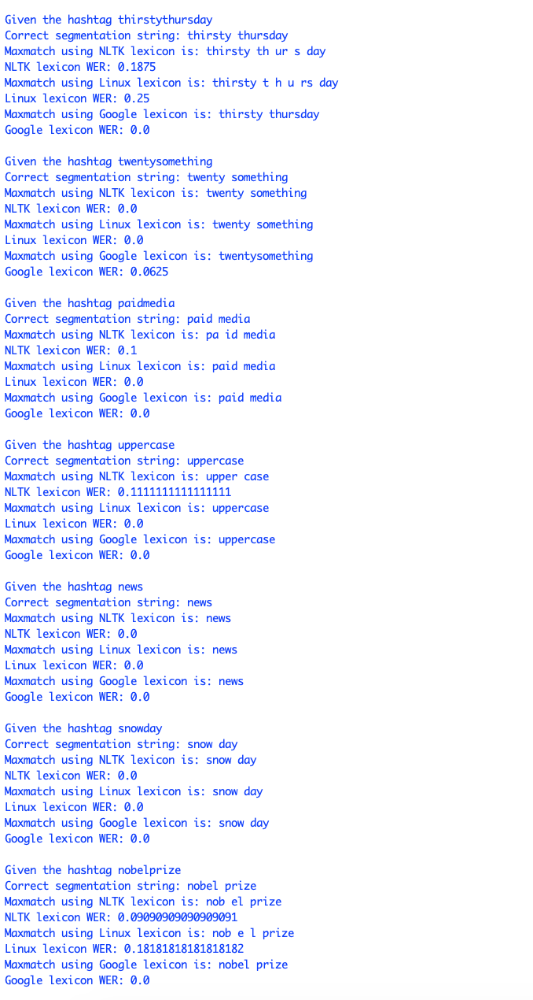 Given the hashtag thirstythursday
Correct segmentation string: thirsty thursday
Maxmatch using NLTK lexicon is: thirsty th ur s day
NLTK lexicon WER: 0.1875
Maxmatch using Linux lexicon is: thirsty t h u rs day
Linux lexicon WER: 0.25
Maxmatch using Google lexicon is: thirsty thursday
Google lexicon WER: 0.0
Given the hashtag twentysomething
Correct segmentation string: twenty something
Maxmatch using NLTK lexicon is: twenty something
NLTK lexicon WER: 0.0
Maxmatch using Linux lexicon is: twenty something
Linux lexicon WER: 0.0
Maxmatch using Google lexicon is: twentysomething
Google lexicon WER: 0.0625
Given the hashtag paidmedia
Correct segmentation string: paid media
Maxmatch using NLTK lexicon is: pa id media
NLTK lexicon WER: 0.1
Maxmatch using Linux lexicon is: paid media
Linux lexicon WER: 0.0
Maxmatch using Google lexicon is: paid media
Google lexicon WER: 0.0
Given the hashtag uppercase
Correct segmentation string: uppercase
Maxmatch using NLTK lexicon is: upper case
NLTK lexicon WER: 0.1111111111111111
Maxmatch using Linux lexicon is: uppercase
Linux lexicon WER: 0.0
Maxmatch using Google lexicon is: uppercase
Google lexicon WER: 0.0
Given the hashtag news
Correct segmentation string: news
Maxmatch using NLTK lexicon is: news
NLTK lexicon WER: 0.0
Maxmatch using Linux lexicon is: news
Linux lexicon WER: 0.0
Maxmatch using Google lexicon is: news
Google lexicon WER: 0.0
Given the hashtag snowday
Correct segmentation string: snow day
Maxmatch using NLTK lexicon is: snow day
NLTK lexicon WER: 0.0
Maxmatch using Linux lexicon is: snow day
Linux lexicon WER: 0.0
Maxmatch using Google lexicon is: snow day
Google lexicon WER: 0.0
Given the hashtag nobelprize
Correct segmentation string: nobel prize
Maxmatch using NLTK lexicon is: nob el prize
NLTK lexicon WER: 0.09090909090909091
Maxmatch using Linux lexicon is: nob e l prize
Linux lexicon WER: 0.18181818181818182
Maxmatch using Google lexicon is: nobel prize
Google lexicon WER: 0.0